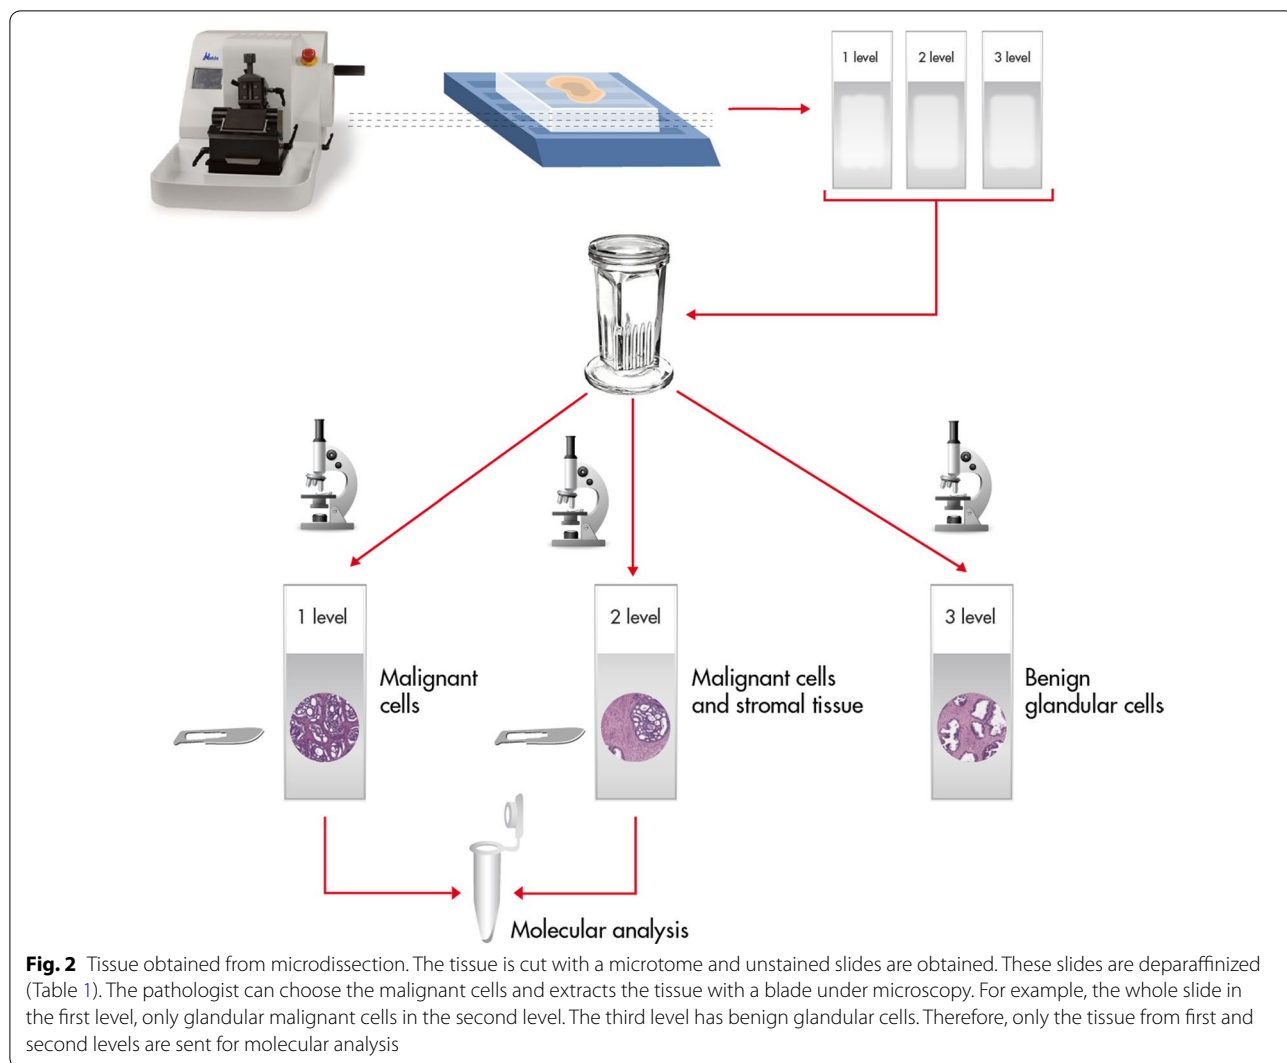 1 level 2 level 3 level
1 level
2 level
3 level
Malignant
cells
Malignant cells
and stromal tissue
Benign
glandular cells
Molecular analysis
Fig. 2 Tissue obtained from microdissection. The tissue is cut with a microtome and unstained slides are obtained. These slides are deparaffinized
(Table 1). The pathologist can choose the malignant cells and extracts the tissue with a blade under microscopy. For example, the whole slide in
the first level, only glandular malignant cells in the second level. The third level has benign glandular cells. Therefore, only the tissue from first and
second levels are sent for molecular analysis